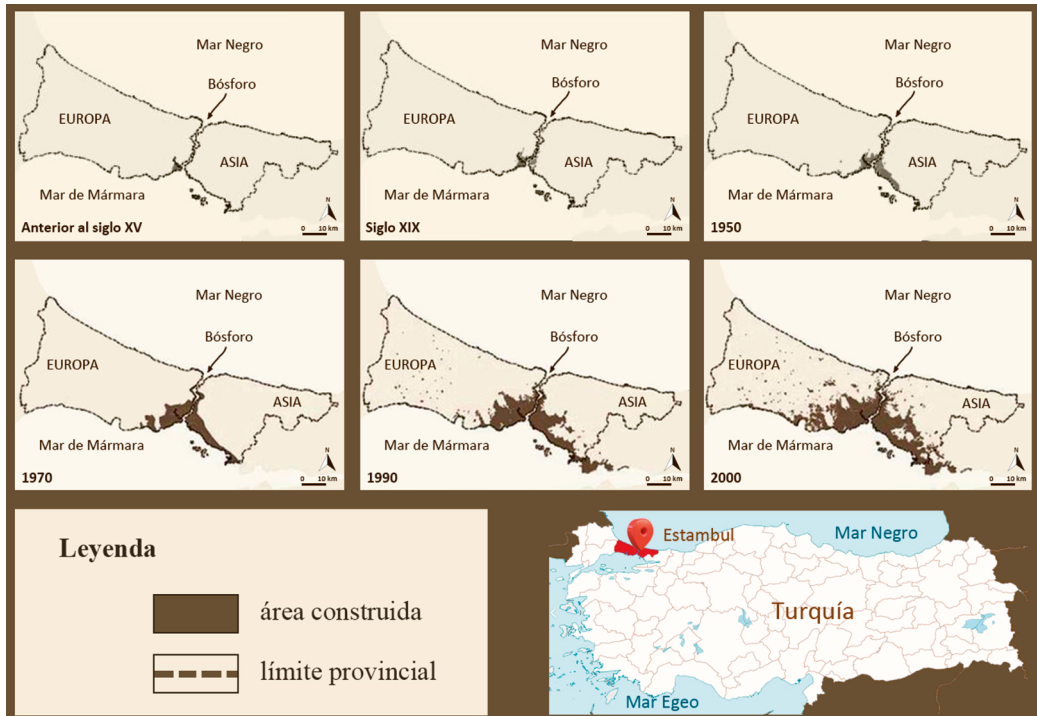 Mar Negro
Bósforo
EUROPA
ASIA
Mar de Mármara
N
Anterior al siglo XV
0 10 km
Mar Negro
Bósforo
EUROPA
ASIA
Mar de Mármara
N
Siglo XIX
0 10 km
Mar Negro
Bósforo
EUROPA
ASIA
Mar de Mármara
N
1950
0 10 km
Mar Negro
Bósforo
EUROPA
ASIA
Mar de Mármara
N
1970
0 10 km
Mar Negro
Bósforo
EUROPA
ASIA
Mar de Mármara
N
1990
0 10 km
Mar Negro
Bósforo
EUROPA
ASIA
Mar de Mármara
N
2000
0 10 km
Leyenda
área construida
límite provincial
Estambul
Mar Negro
Turquía
Mar Egeo